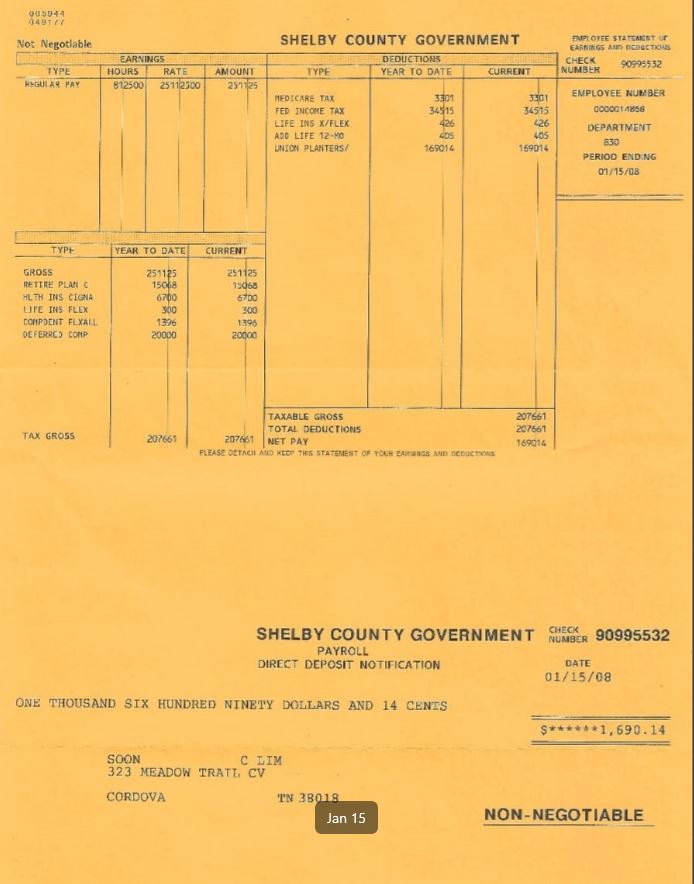 005944
049177
Not Negotiable
SHELBY COUNTY GOVERNMENT
EMPLOYEE STATEMENT OF
EARNINGS AND DEDUCTIONS
CHECK
NUMBER 90995532
EARNINGS
TYPE HOURS RATE AMOUNT
REGULAR PAY 812500 25112500 251125
DEDUCTIONS
TYPE YEAR TO DATE CURRENT
MEDICARE TAX 3301 3301
FED INCOME TAX 34515 34515
LIFE INS X/FLEX 426 426
ADD LIFE 12-MO 405 405
UNION PLANTERS/ 169014 169014
EMPLOYEE NUMBER
0000014856
DEPARTMENT
830
PERIOD ENDING
01/15/08
TYPE YEAR TO DATE CURRENT
GROSS 251125 251125
RETIRE PLAN C 15068 15068
HLTH INS CIGNA 6700 6700
LIFE INS FLEX 300 300
COMPDENT FLXALL 1396 1396
DEFERRED COMP 20000 20000
TAX GROSS 207661 207661
TAXABLE GROSS 207661
TOTAL DEDUCTIONS 207661
NET PAY 169014
PLEASE DETACH AND KEEP THIS STATEMENT OF YOUR EARNINGS AND DEDUCTIONS
SHELBY COUNTY GOVERNMENT
PAYROLL
DIRECT DEPOSIT NOTIFICATION
CHECK
NUMBER 90995532
DATE
01/15/08
ONE THOUSAND SIX HUNDRED NINETY DOLLARS AND 14 CENTS
$******1,690.14
SOON C LIM
323 MEADOW TRAIL CV
CORDOVA TN 38018
Jan 15
NON-NEGOTIABLE